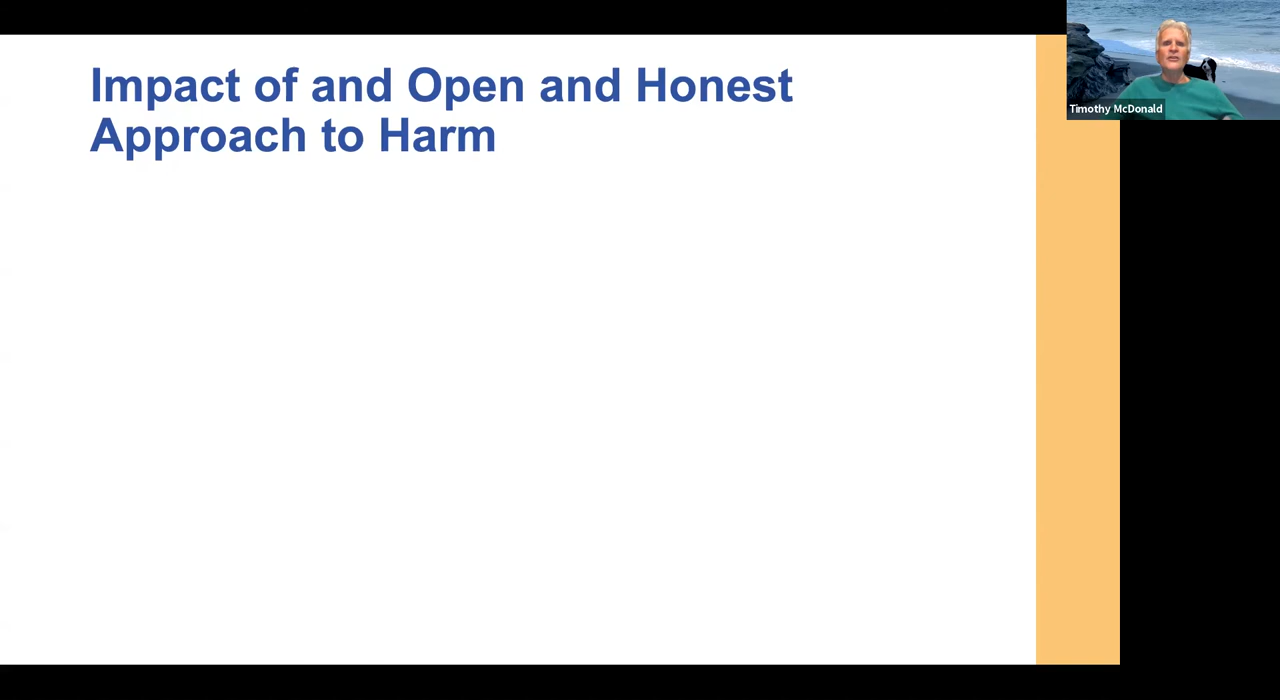 Impact of and Open and Honest
Approach to Harm
Timothy McDonald